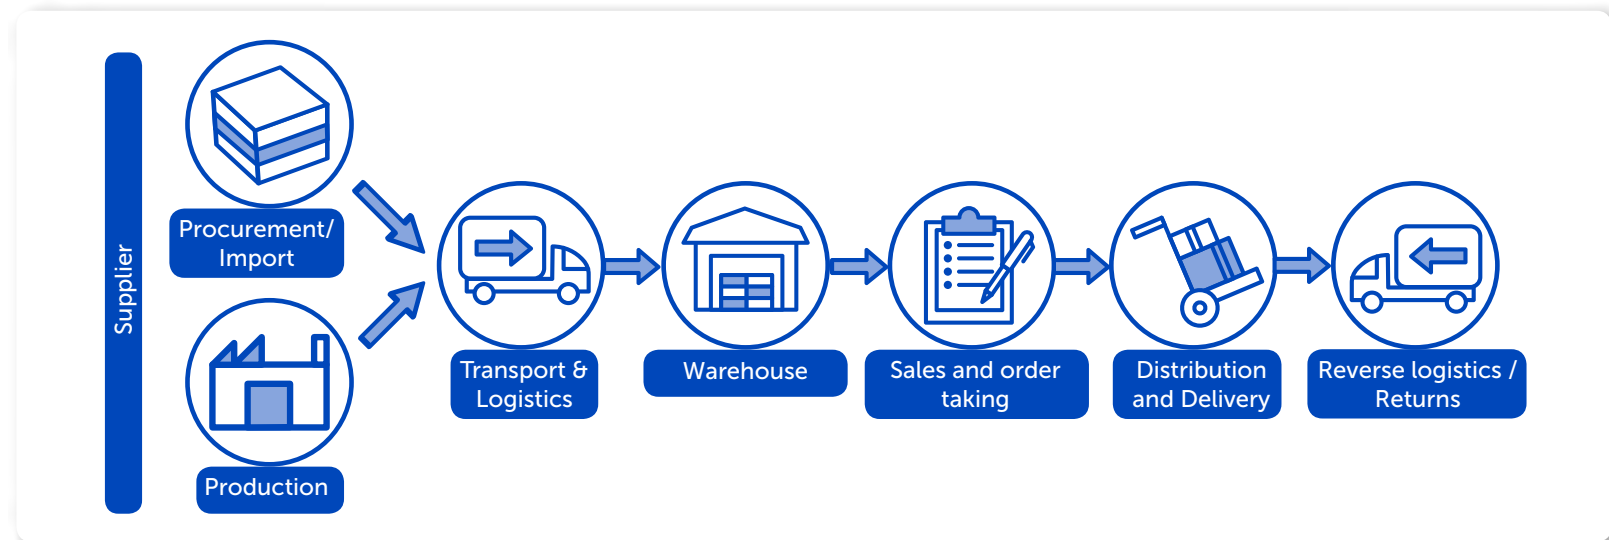 Supplier
Procurement/
Import
Production
Transport &
Logistics
Warehouse
Sales and order
taking
Distribution
and Delivery
Reverse logistics /
Returns